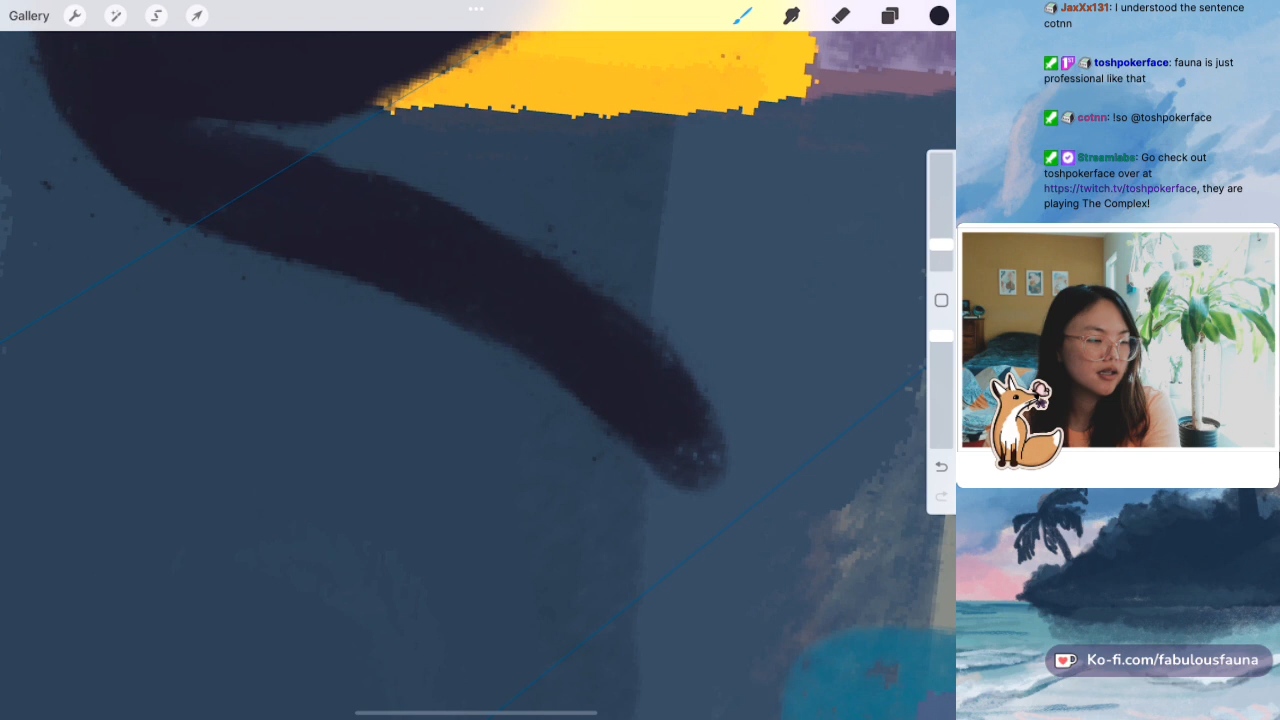 Gallery
JaxXx131: I understood the sentence
cotnn
toshpokerface: fauna is just
professional like that
cotnn: !so @toshpokerface
Streamlabs: Go check out
toshpokerface over at
https://twitch.tv/toshpokerface, they are
playing The Complex!
Ko-fi.com/fabulousfauna